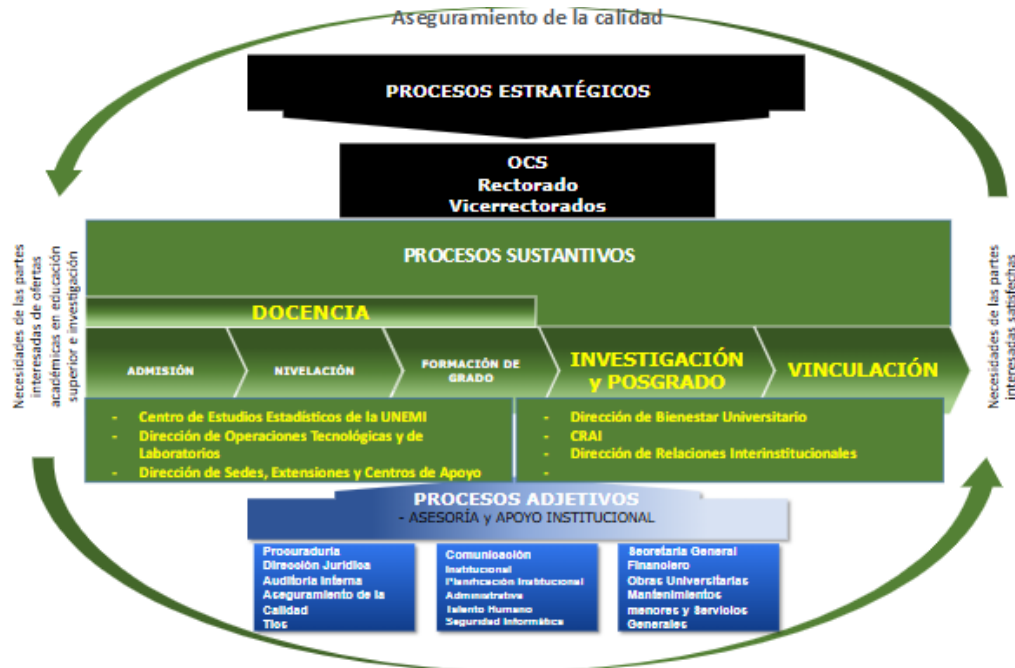 Aseguramiento de la calidad
PROCESOS ESTRATÉGICOS
OCS
Rectorado
Vicerrectorados
Necesidades de las partes
interesadas de ofertas
académicas en educación
superior e investigación
PROCESOS SUSTANTIVOS
DOCENCIA
ADMISIÓN
NIVELACIÓN
FORMACIÓN DE
GRADO
INVESTIGACIÓN
y POSGRADO
VINCULACIÓN
Necesidades de las partes
interesadas satisfechas
- Centro de Estudios Estadísticos de la UNEMI
- Dirección de Operaciones Tecnológicas y de
Laboratorios
- Dirección de Sedes, Extensiones y Centros de Apoyo
- Dirección de Bienestar Universitario
- CRAI
- Dirección de Relaciones Interinstitucionales
-
PROCESOS ADJETIVOS
- ASESORÍA y APOYO INSTITUCIONAL
Procuraduría
Dirección Jurídica
Auditoría Interna
Aseguramiento de la
Calidad
Tics
Comunicación
Institucional
Planificación Institucional
Administrativa
Talento Humano
Seguridad Informática
Secretaria General
Financiero
Obras Universitarias
Mantenimientos
menores y Servicios
Generales